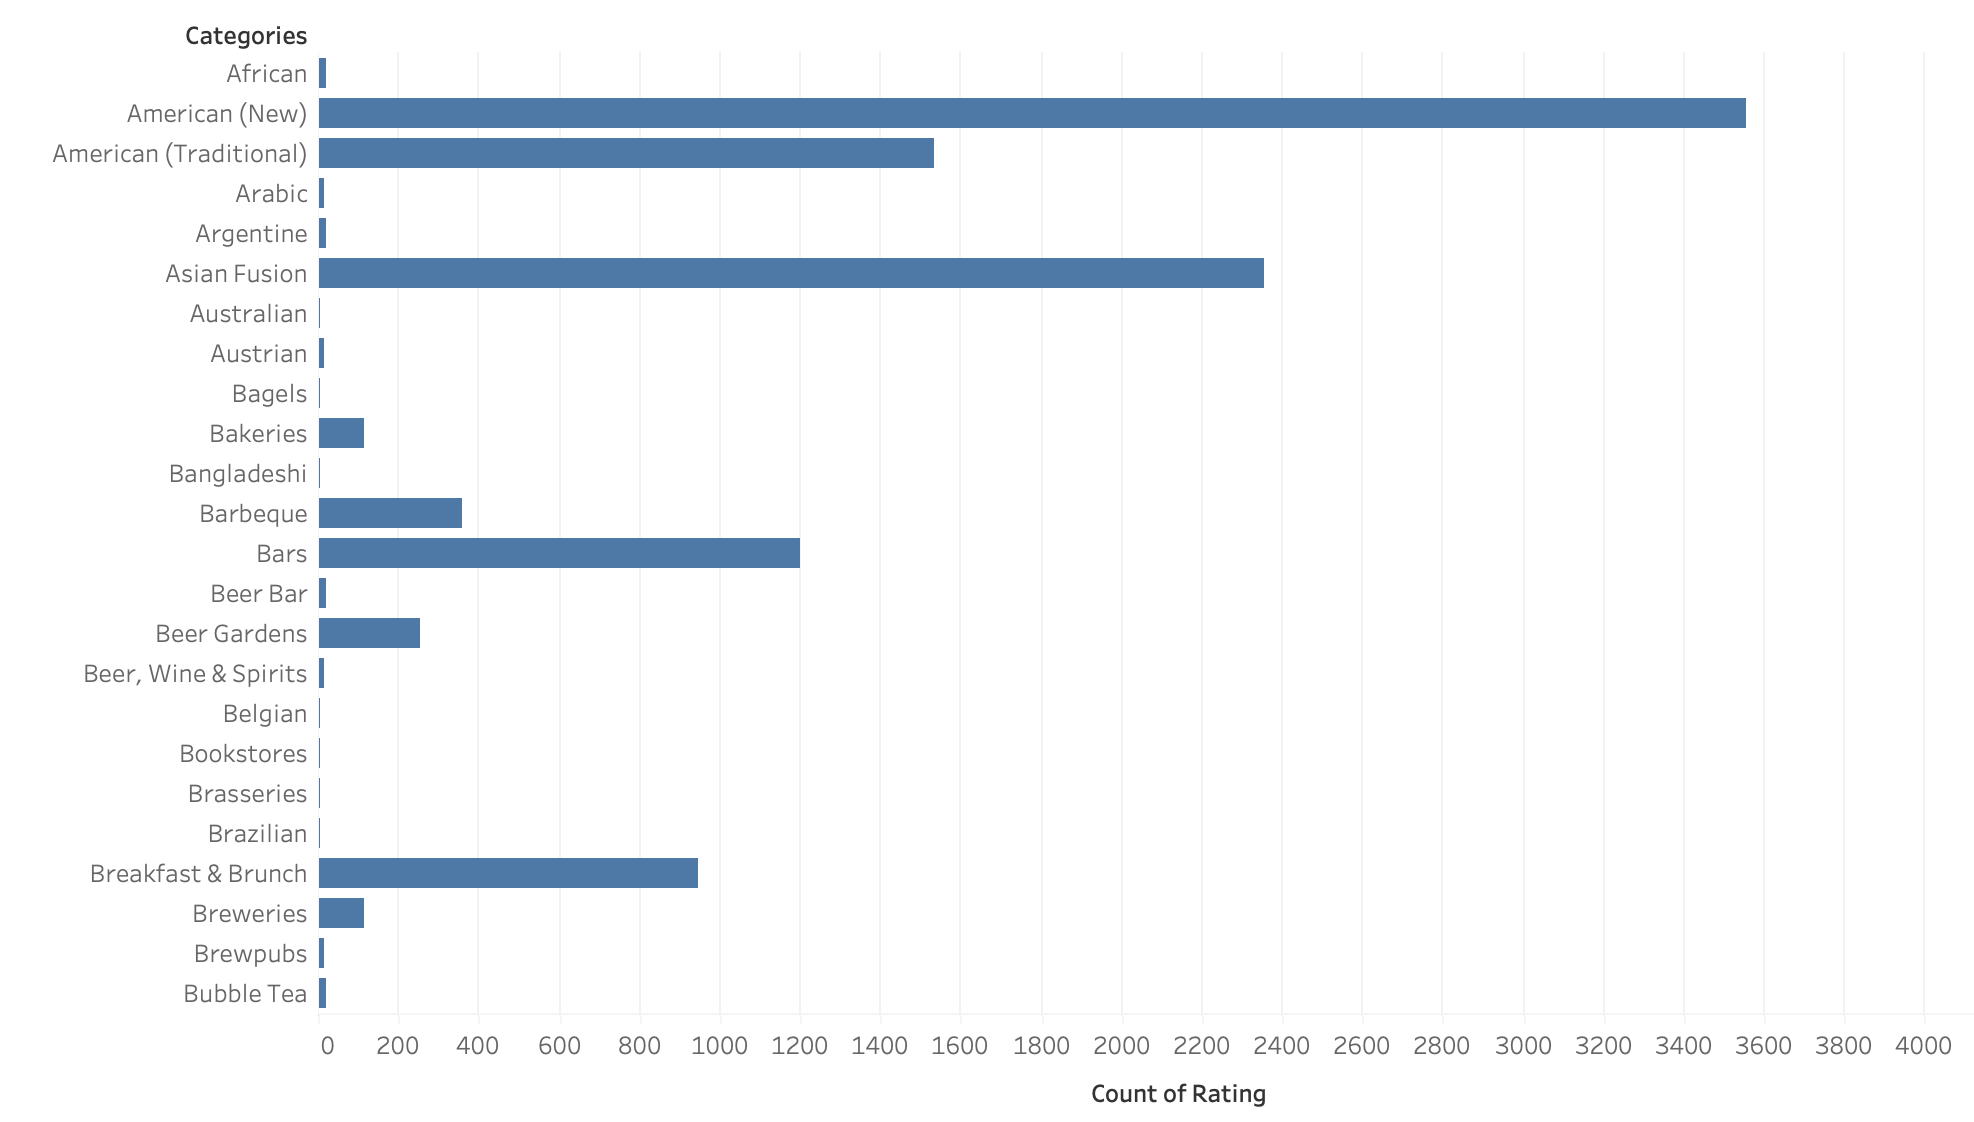 Categories
African
American (New)
American (Traditional)
Arabic
Argentine
Asian Fusion
Australian
Austrian
Bagels
Bakeries
Bangladeshi
Barbeque
Bars
Beer Bar
Beer Gardens
Beer, Wine & Spirits
Belgian
Bookstores
Brasseries
Brazilian
Breakfast & Brunch
Breweries
Brewpubs
Bubble Tea
0 200 400 600 800 1000 1200 1400 1600 1800 2000 2200 2400 2600 2800 3000 3200 3400 3600 3800 4000
Count of Rating